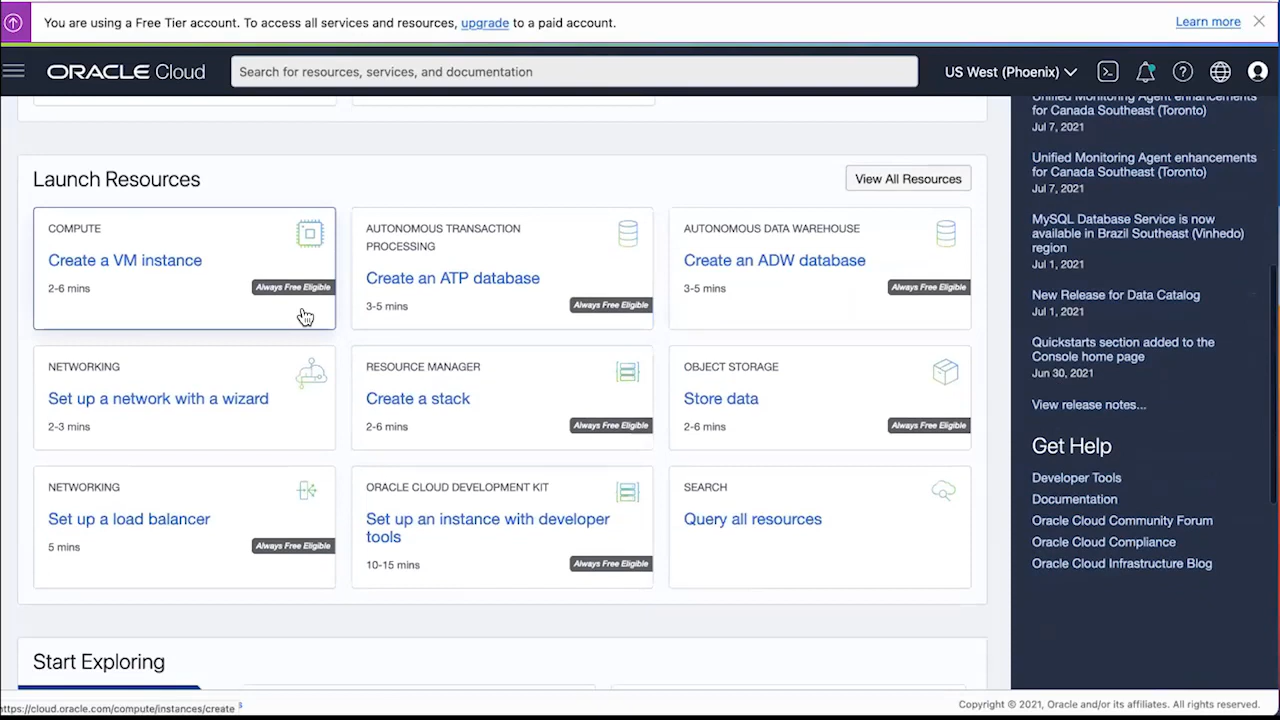 You are using a Free Tier account. To access all services and resources, upgrade to a paid account.
Learn more
ORACLE Cloud
Search for resources, services, and documentation
US West (Phoenix)
Launch Resources
View All Resources
COMPUTE
Create a VM instance
2-6 mins
Always Free Eligible
AUTONOMOUS TRANSACTION
PROCESSING
Create an ATP database
3-5 mins
Always Free Eligible
AUTONOMOUS DATA WAREHOUSE
Create an ADW database
3-5 mins
Always Free Eligible
NETWORKING
Set up a network with a wizard
2-3 mins
RESOURCE MANAGER
Create a stack
2-6 mins
Always Free Eligible
OBJECT STORAGE
Store data
2-6 mins
Always Free Eligible
NETWORKING
Set up a load balancer
5 mins
Always Free Eligible
ORACLE CLOUD DEVELOPMENT KIT
Set up an instance with developer
tools
10-15 mins
Always Free Eligible
SEARCH
Query all resources
Start Exploring
Unified Monitoring Agent enhancements
for Canada Southeast (Toronto)
Jul 7, 2021
Unified Monitoring Agent enhancements
for Canada Southeast (Toronto)
Jul 7, 2021
MySQL Database Service is now
available in Brazil Southeast (Vinhedo)
region
Jul 1, 2021
New Release for Data Catalog
Jul 1, 2021
Quickstarts section added to the
Console home page
Jun 30, 2021
View release notes...
Get Help
Developer Tools
Documentation
Oracle Cloud Community Forum
Oracle Cloud Compliance
Oracle Cloud Infrastructure Blog
https://cloud.oracle.com/compute/instances/create
Copyright © 2021, Oracle and/or its affiliates. All rights reserved.